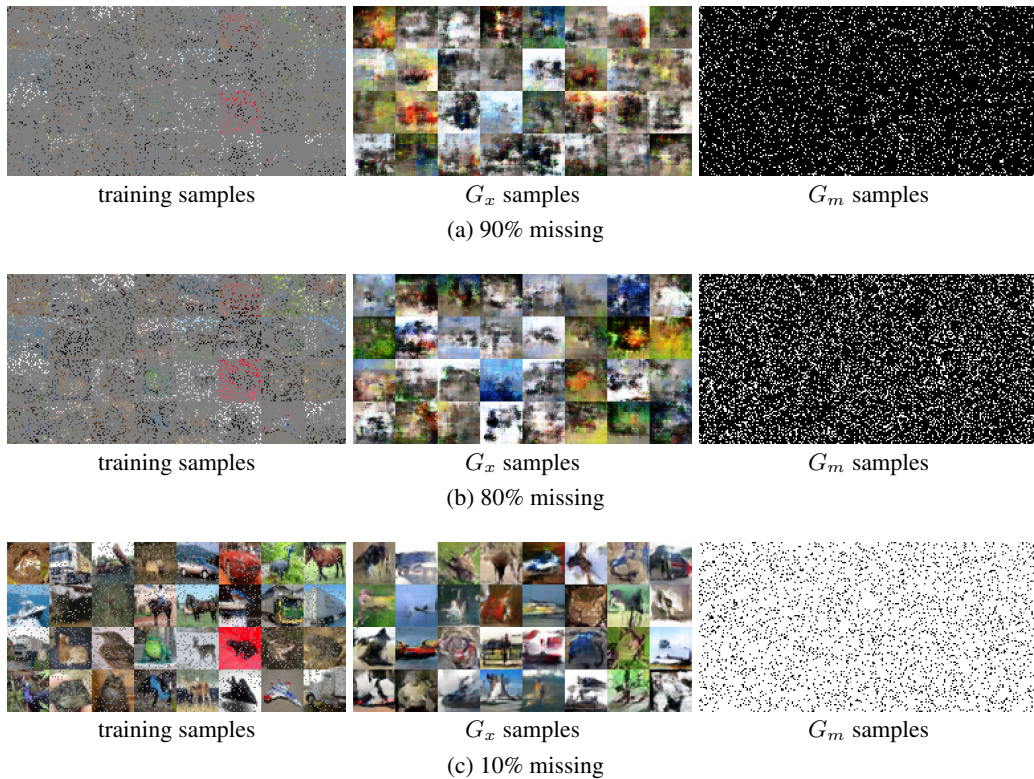 training samples
G_x samples
G_m samples
(a) 90% missing
training samples
G_x samples
G_m samples
(b) 80% missing
training samples
G_x samples
G_m samples
(c) 10% missing